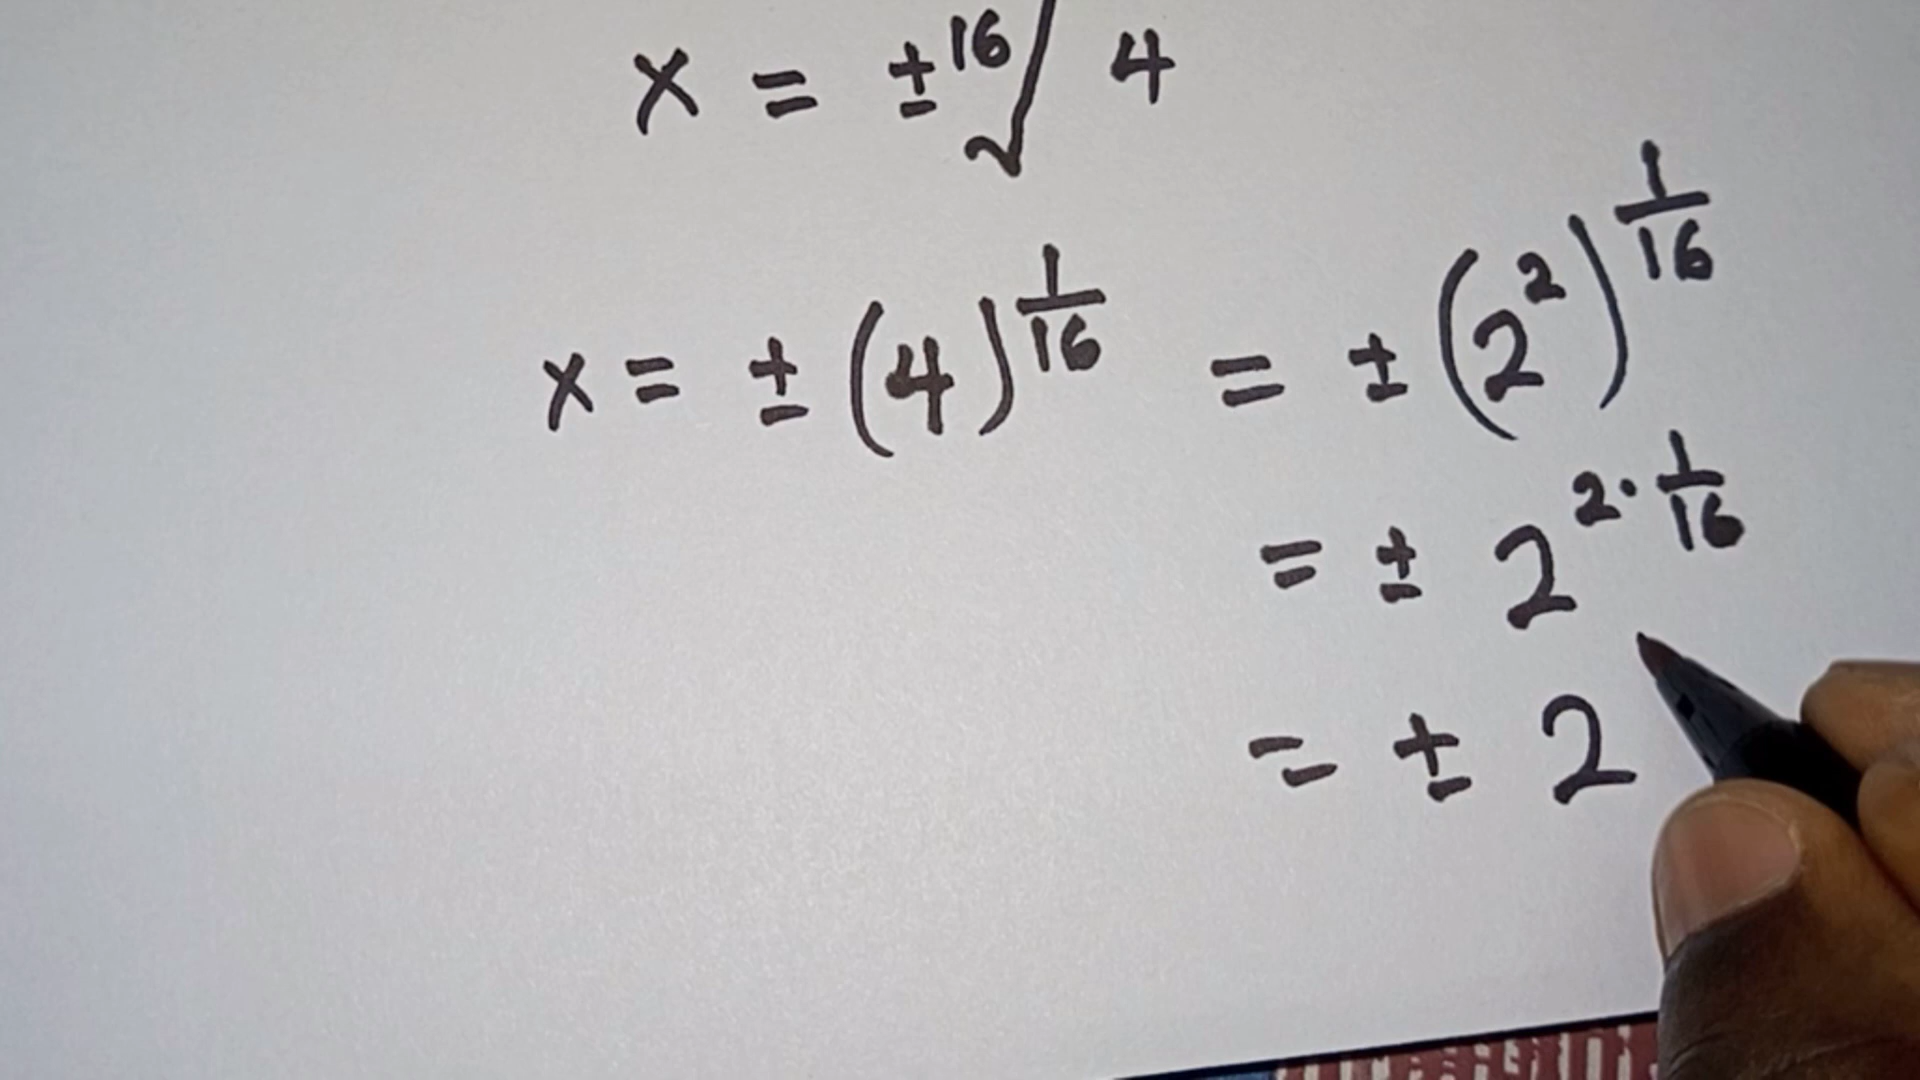 x = ±¹⁶√4
x = ±(4)^(1/16) = ±(2²)^(1/16)
= ± 2^(2·1/16)
= ± 2